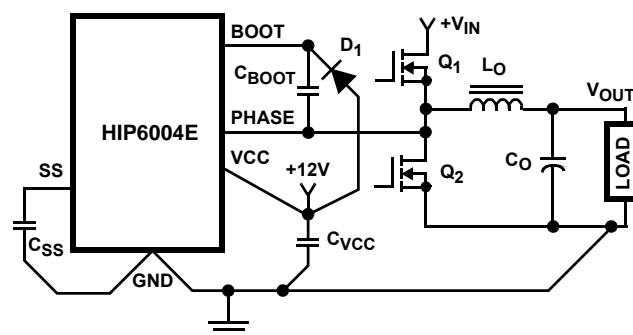 +VIN
BOOT
D1
CBOOT
Q1
LO
VOUT
HIP6004E
PHASE
VCC
SS
+12V
Q2
CO
LOAD
CSS
CVCC
GND